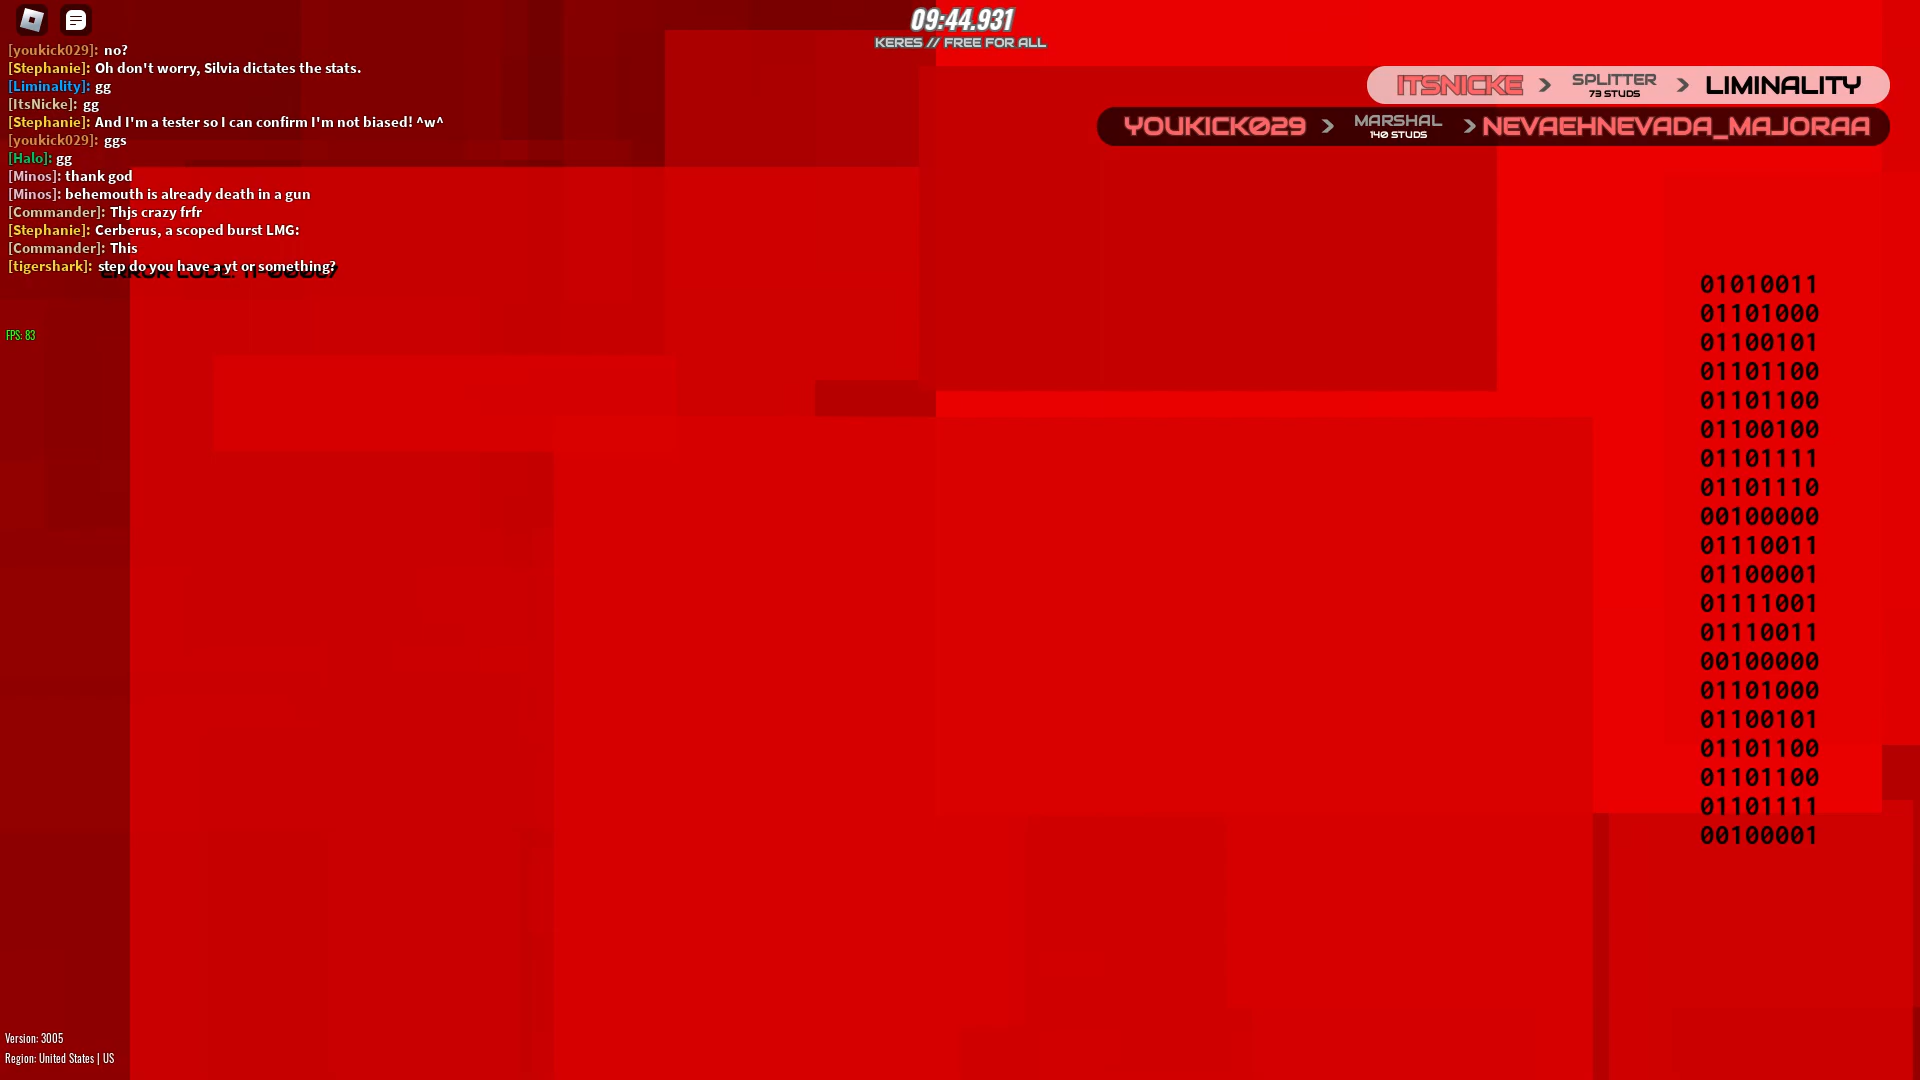 09:44.931
KERES // FREE FOR ALL
[youkick029]: no?
[Stephanie]: Oh don't worry, Silvia dictates the stats.
[Liminality]: gg
[ItsNicke]: gg
[Stephanie]: And I'm a tester so I can confirm I'm not biased! ^w^
[youkick029]: ggs
[Halo]: gg
[Minos]: thank god
[Minos]: behemouth is already death in a gun
[Commander]: Thjs crazy frfr
[Stephanie]: Cerberus, a scoped burst LMG:
[Commander]: This
[tigershark]: step do you have a yt or something?
ERROR CODE:
ITSNICKE > SPLITTER > LIMINALITY
73 STUDS
YOUKICK029 > MARSHAL > NEVAEHNEVADA_MAJORAA
140 STUDS
FPS: 83
01010011
01101000
01100101
01101100
01101100
01100100
01101111
01101110
00100000
01110011
01100001
01111001
01110011
00100000
01101000
01100101
01101100
01101100
01101111
00100001
Version: 3005
Region: United States | US